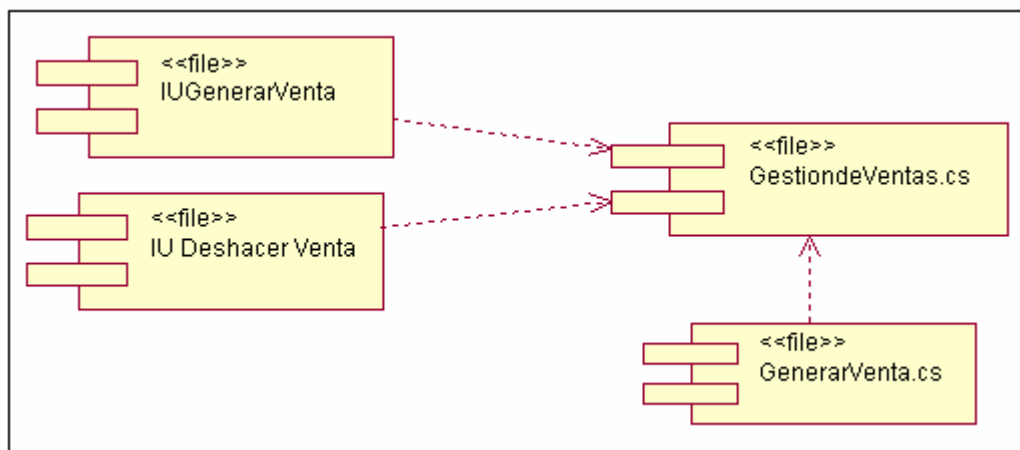 <<file>>
IUGenerarVenta
<<file>>
GestiondeVentas.cs
<<file>>
IU Deshacer Venta
<<file>>
GenerarVenta.cs